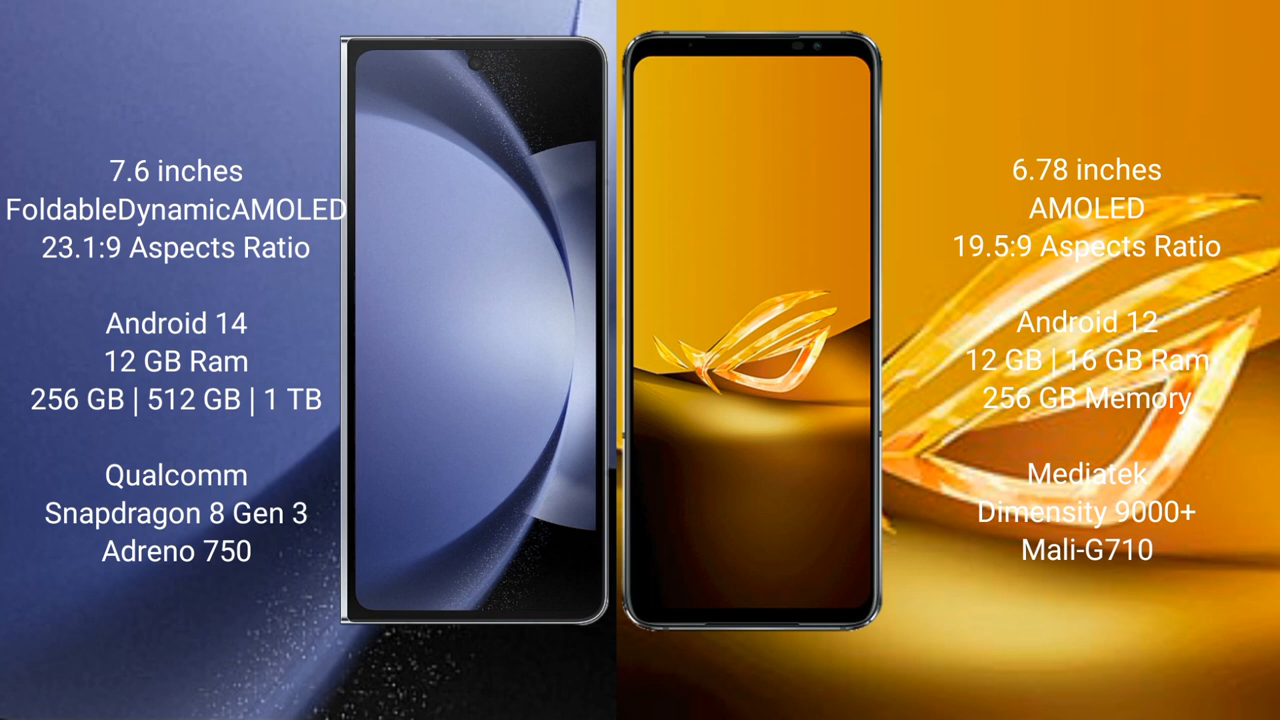 7.6 inches
FoldableDynamicAMOLED
23.1:9 Aspects Ratio
Android 14
12 GB Ram
256 GB | 512 GB | 1 TB
Qualcomm
Snapdragon 8 Gen 3
Adreno 750
6.78 inches
AMOLED
19.5:9 Aspects Ratio
Android 12
12 GB | 16 GB Ram
256 GB Memory
Mediatek
Dimensity 9000+
Mali-G710